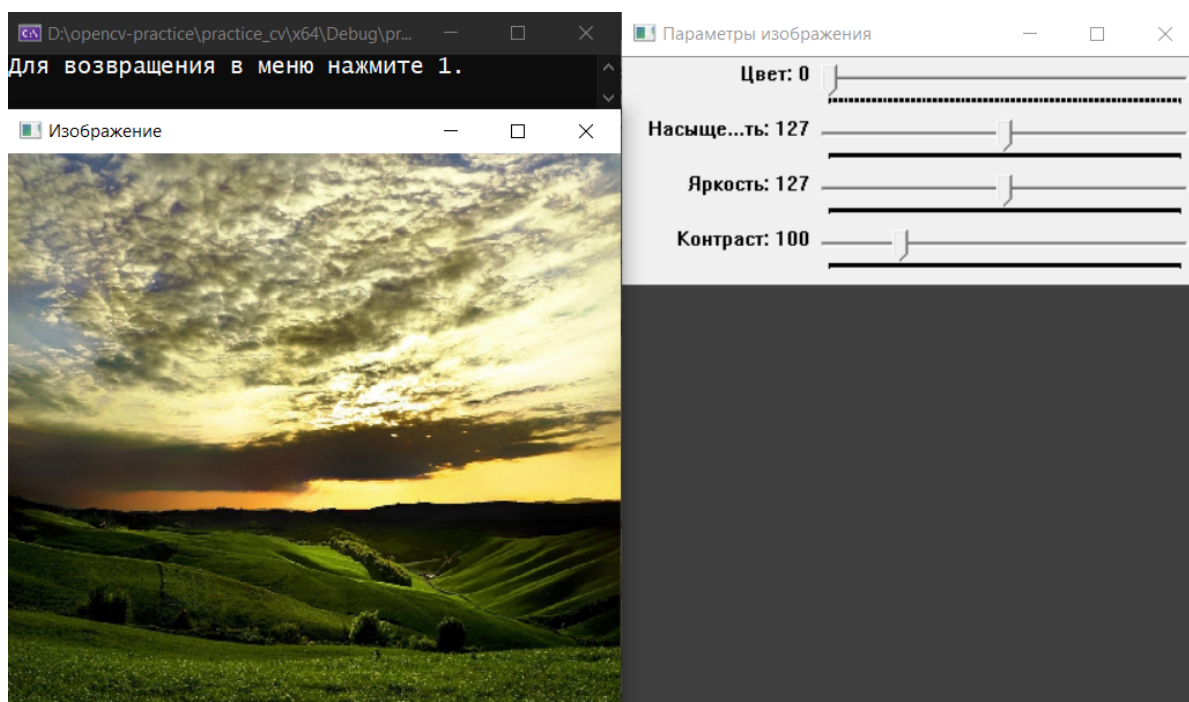 D:\opencv-practice\practice_cv\x64\Debug\pr...
Для возвращения в меню нажмите 1.
Изображение
Параметры изображения
Цвет: 0
Насыще...ть: 127
Яркость: 127
Контраст: 100